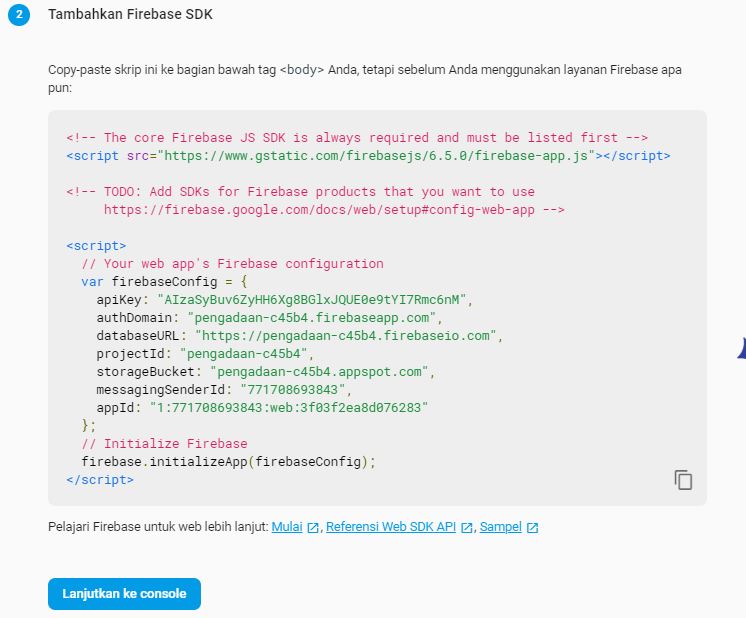 2 Tambahkan Firebase SDK
Copy-paste skrip ini ke bagian bawah tag <body> Anda, tetapi sebelum Anda menggunakan layanan Firebase apa
pun:
<!-- The core Firebase JS SDK is always required and must be listed first -->
<script src="https://www.gstatic.com/firebasejs/6.5.0/firebase-app.js"></script>
<!-- TODO: Add SDKs for Firebase products that you want to use
https://firebase.google.com/docs/web/setup#config-web-app -->
<script>
// Your web app's Firebase configuration
var firebaseConfig = {
apiKey: "AIzaSyBuv6ZyHH6Xg8BGlxJQUE0e9tYI7Rmc6nM",
authDomain: "pengadaan-c45b4.firebaseapp.com",
databaseURL: "https://pengadaan-c45b4.firebaseio.com",
projectId: "pengadaan-c45b4",
storageBucket: "pengadaan-c45b4.appspot.com",
messagingSenderId: "771708693843",
appId: "1:771708693843:web:3f03f2ea8d076283"
};
// Initialize Firebase
firebase.initializeApp(firebaseConfig);
</script>
Pelajari Firebase untuk web lebih lanjut: Mulai, Referensi Web SDK API, Sampel
Lanjutkan ke console